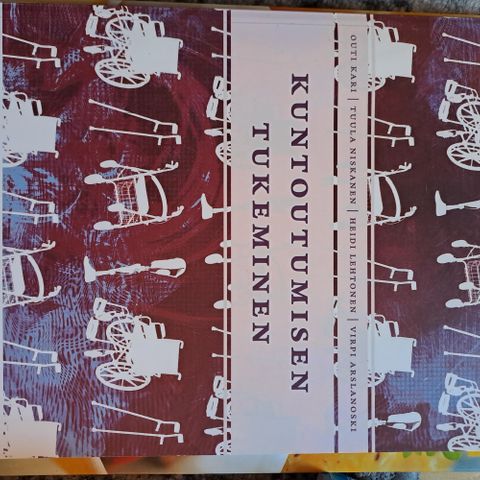 OUTI KARI | TUULA NISKANEN | HEIDI LEHTONEN | VIRPI ARSLANOSKI
KUNTOUTUMISEN
TUKEMINEN